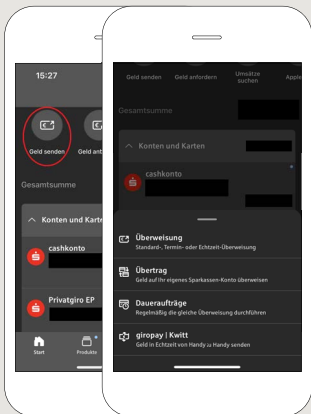 15:27
Geld senden
Geld ant
Gesamtsumme
Konten und Karte
cashkonto
Privatgiro EP
Start
Produkte
Geld senden
Geld anfordern
Umsätze
suchen
Apple
Gesamtsumme
Konten und Karten
cashkonto
Überweisung
Standard-, Termin- oder Echtzeit-Überweisung
Übertrag
Geld auf Ihr eigenes Sparkassen-Konto überweisen
Daueraufträge
Regelmäßig die gleiche Überweisung durchführen
giropay | Kwitt
Geld in Echtzeit von Handy zu Handy senden